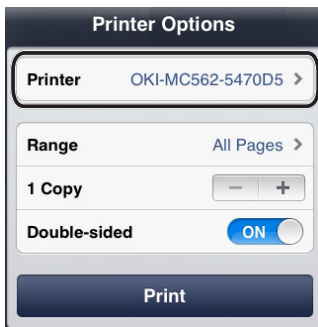 Printer Options
Printer OKI-MC562-5470D5 >
Range All Pages >
1 Copy - +
Double-sided ON
Print